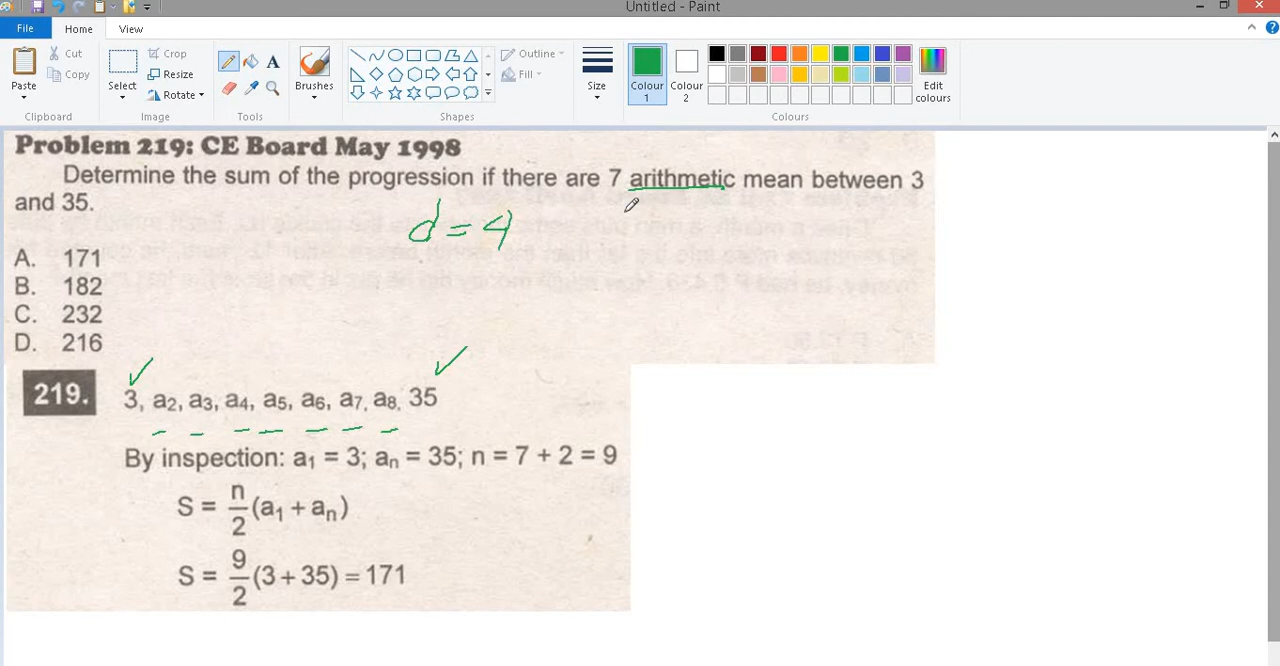 Untitled - Paint
File Home View
Paste
Cut
Copy
Clipboard
Select
Crop
Resize
Rotate
Image
A
Tools
Brushes
Shapes
Outline
Fill
Size
Colour 1
Colour 2
Edit colours
Colours
Problem 219: CE Board May 1998
Determine the sum of the progression if there are 7 arithmetic mean between 3
and 35.
d = 4
A. 171
B. 182
C. 232
D. 216
219. 3, a₂, a₃, a₄, a₅, a₆, a₇, a₈, 35
By inspection: a₁ = 3; aₙ = 35; n = 7 + 2 = 9
S = n/2 (a₁ + aₙ)
S = 9/2 (3 + 35) = 171